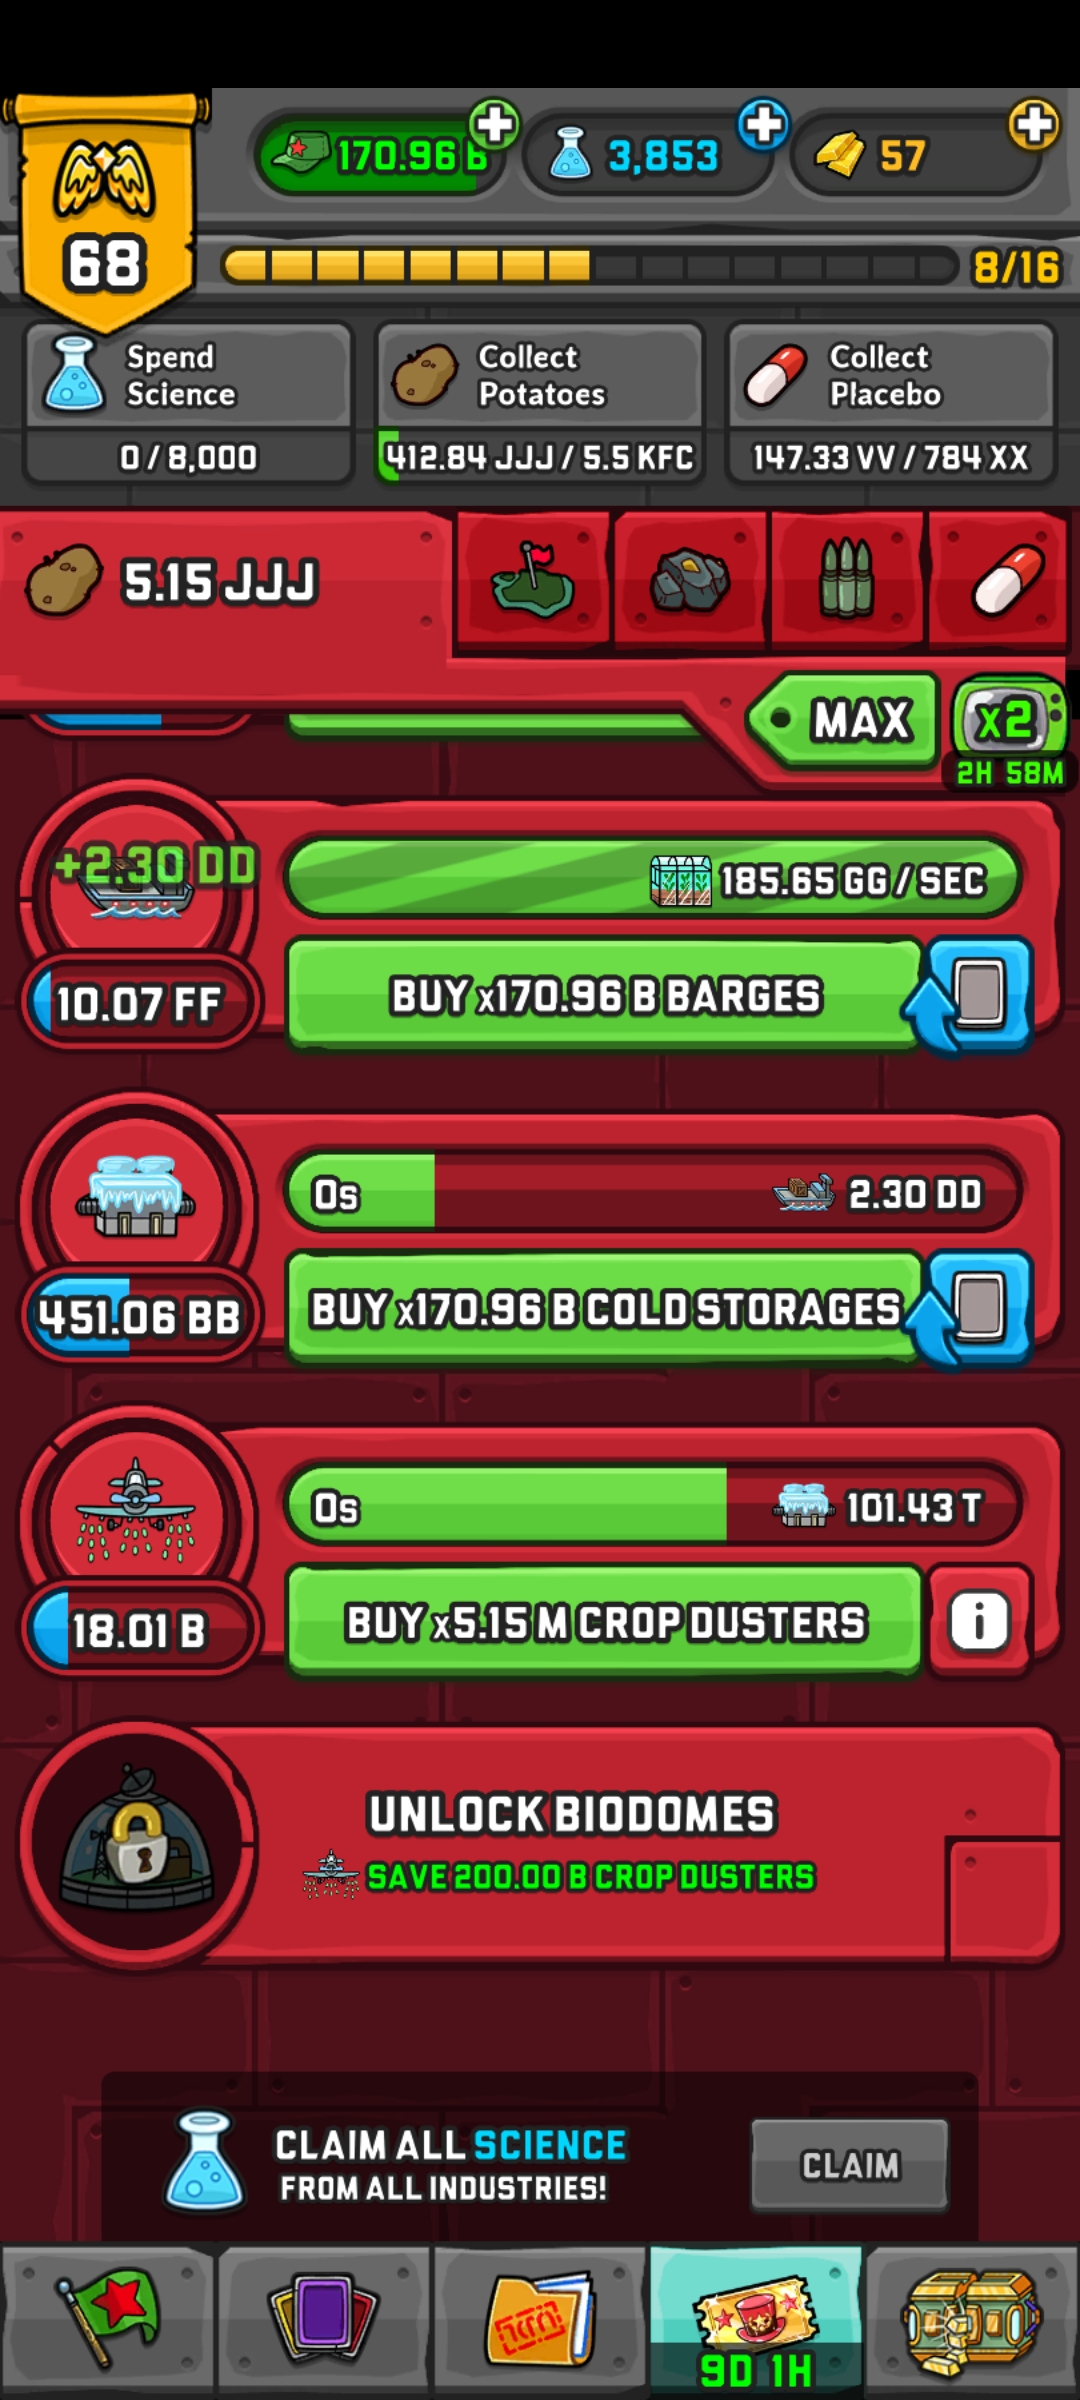 170.96 B
3,853
57
68
8/16
Spend
Science
0 / 8,000
Collect
Potatoes
412.84 JJJ / 5.5 KFC
Collect
Placebo
147.33 VV / 784 XX
5.15 JJJ
MAX
x2
2H 58M
+2.30 DD
185.65 GG / SEC
10.07 FF
BUY x170.96 B BARGES
0s
2.30 DD
451.06 BB
BUY x170.96 B COLD STORAGES
0s
101.43 T
18.01 B
BUY x5.15 M CROP DUSTERS
i
UNLOCK BIODOMES
SAVE 200.00 B CROP DUSTERS
CLAIM ALL SCIENCE
FROM ALL INDUSTRIES!
CLAIM
9D 1H